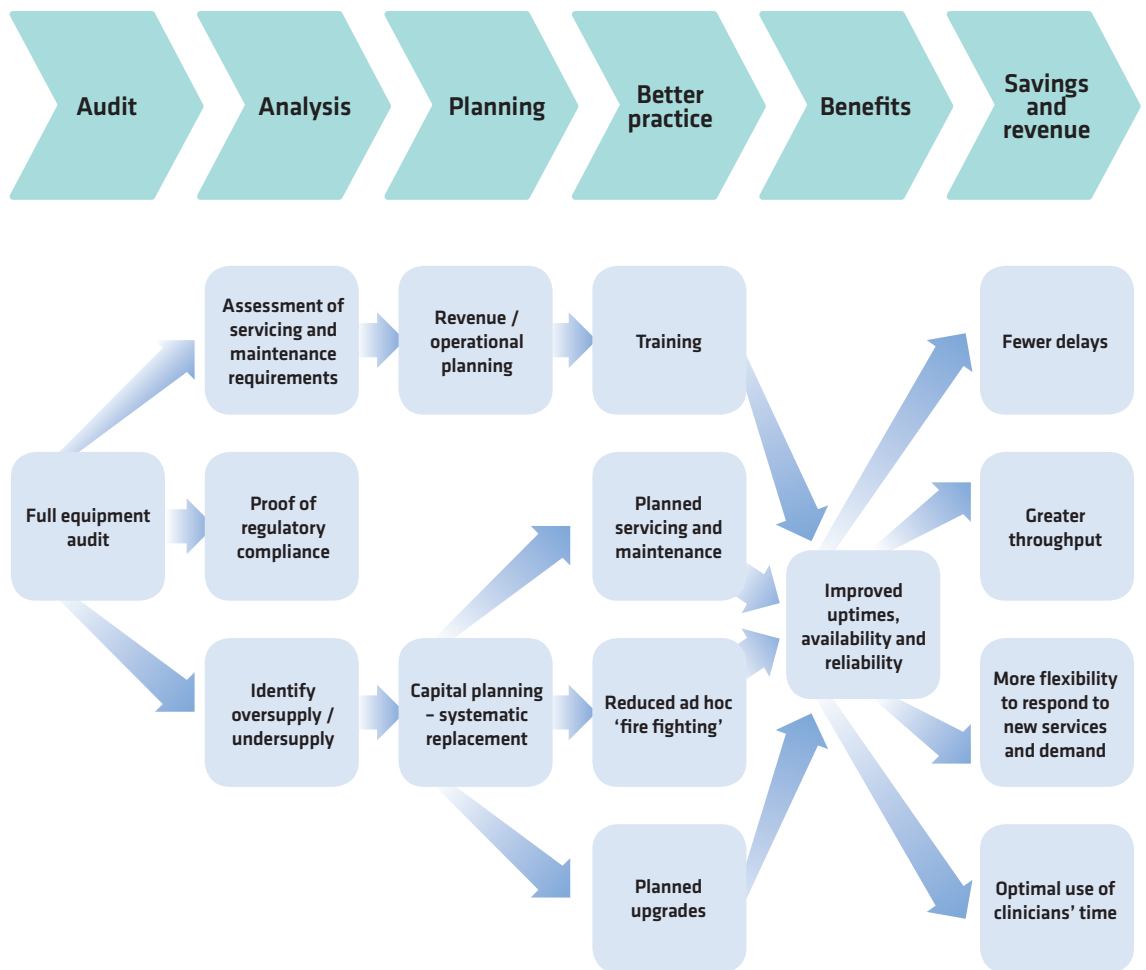 Audit
Analysis
Planning
Better
practice
Benefits
Savings
and
revenue
Assessment of
servicing and
maintenance
requirements
Revenue /
operational
planning
Training
Fewer delays
Full equipment
audit
Proof of
regulatory
compliance
Planned
servicing and
maintenance
Greater
throughput
Improved
uptimes,
availability and
reliability
Identify
oversupply /
undersupply
Capital planning
– systematic
replacement
Reduced ad hoc
‘fire fighting’
More flexibility
to respond to
new services
and demand
Planned
upgrades
Optimal use of
clinicians’ time